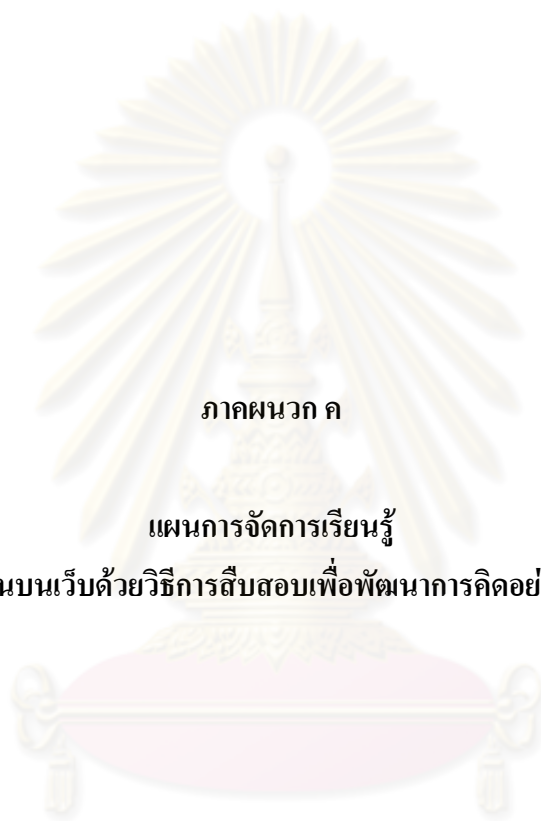 ภาคผนวก ค
แผนการจัดการเรียนรู้
นบนเว็บด้วยวิธีการสืบสอบเพื่อพัฒนาการคิดอย่